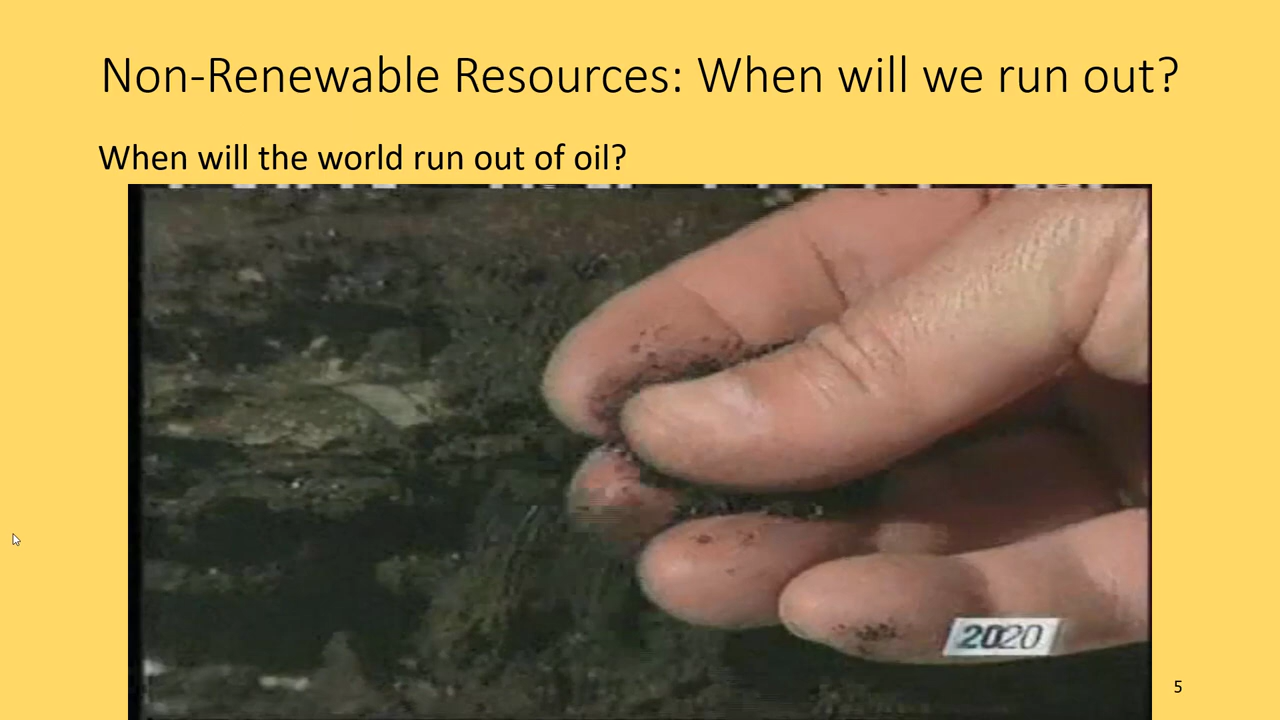 Non-Renewable Resources: When will we run out?
When will the world run out of oil?
2020
5